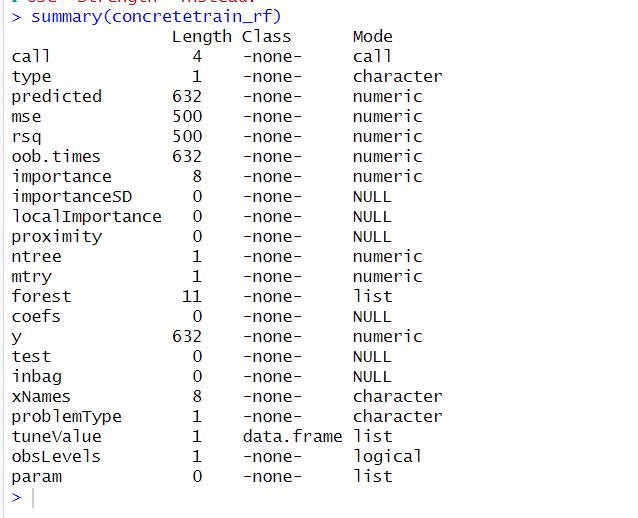 > summary(concretetrain_rf)
                Length Class      Mode
call              4    -none-     call
type              1    -none-     character
predicted       632    -none-     numeric
mse             500    -none-     numeric
rsq             500    -none-     numeric
oob.times       632    -none-     numeric
importance        8    -none-     numeric
importanceSD      0    -none-     NULL
localImportance   0    -none-     NULL
proximity         0    -none-     NULL
ntree             1    -none-     numeric
mtry              1    -none-     numeric
forest           11    -none-     list
coefs             0    -none-     NULL
y               632    -none-     numeric
test              0    -none-     NULL
inbag             0    -none-     NULL
xNames            8    -none-     character
problemType       1    -none-     character
tuneValue         1    data.frame list
obsLevels         1    -none-     logical
param             0    -none-     list
>